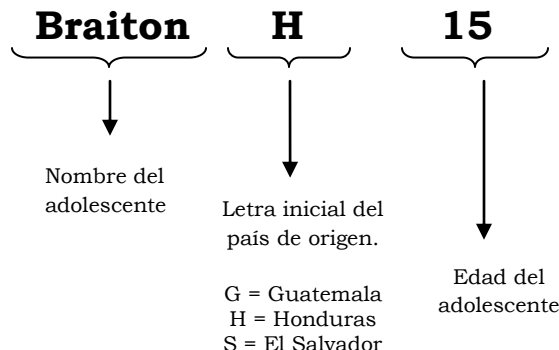 Braiton H 15
Nombre del
adolescente
Letra inicial del
país de origen.
G = Guatemala
H = Honduras
S = El Salvador
Edad del
adolescente